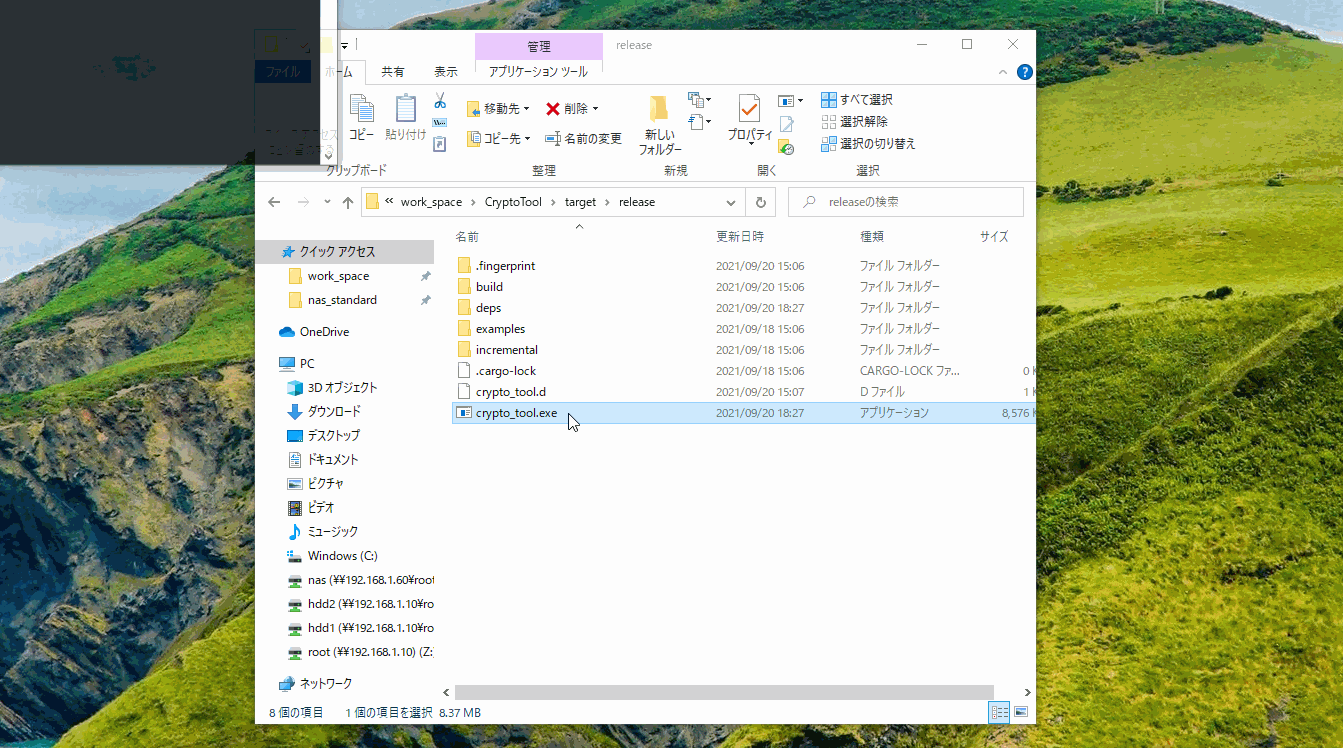 管理
release
ファイル
ホーム
共有
表示
アプリケーション ツール
コピー
貼り付け
移動先
コピー先
削除
名前の変更
新しい
フォルダー
プロパティ
すべて選択
選択解除
選択の切り替え
クリップボード
整理
新規
開く
選択
« work_space › CryptoTool › target › release
releaseの検索
クイック アクセス
work_space
nas_standard
OneDrive
PC
3D オブジェクト
ダウンロード
デスクトップ
ドキュメント
ピクチャ
ビデオ
ミュージック
Windows (C:)
nas (¥¥192.168.1.60¥root
hdd2 (¥¥192.168.1.10¥ro
hdd1 (¥¥192.168.1.10¥ro
root (¥¥192.168.1.10) (Z:
ネットワーク
名前 更新日時 種類 サイズ
.fingerprint 2021/09/20 15:06 ファイル フォルダー
build 2021/09/20 15:06 ファイル フォルダー
deps 2021/09/20 18:27 ファイル フォルダー
examples 2021/09/18 15:06 ファイル フォルダー
incremental 2021/09/18 15:06 ファイル フォルダー
.cargo-lock 2021/09/18 15:06 CARGO-LOCK ファ... 0 K
crypto_tool.d 2021/09/20 15:07 D ファイル 1 K
crypto_tool.exe 2021/09/20 18:27 アプリケーション 8,576 K
8 個の項目 1 個の項目を選択 8.37 MB